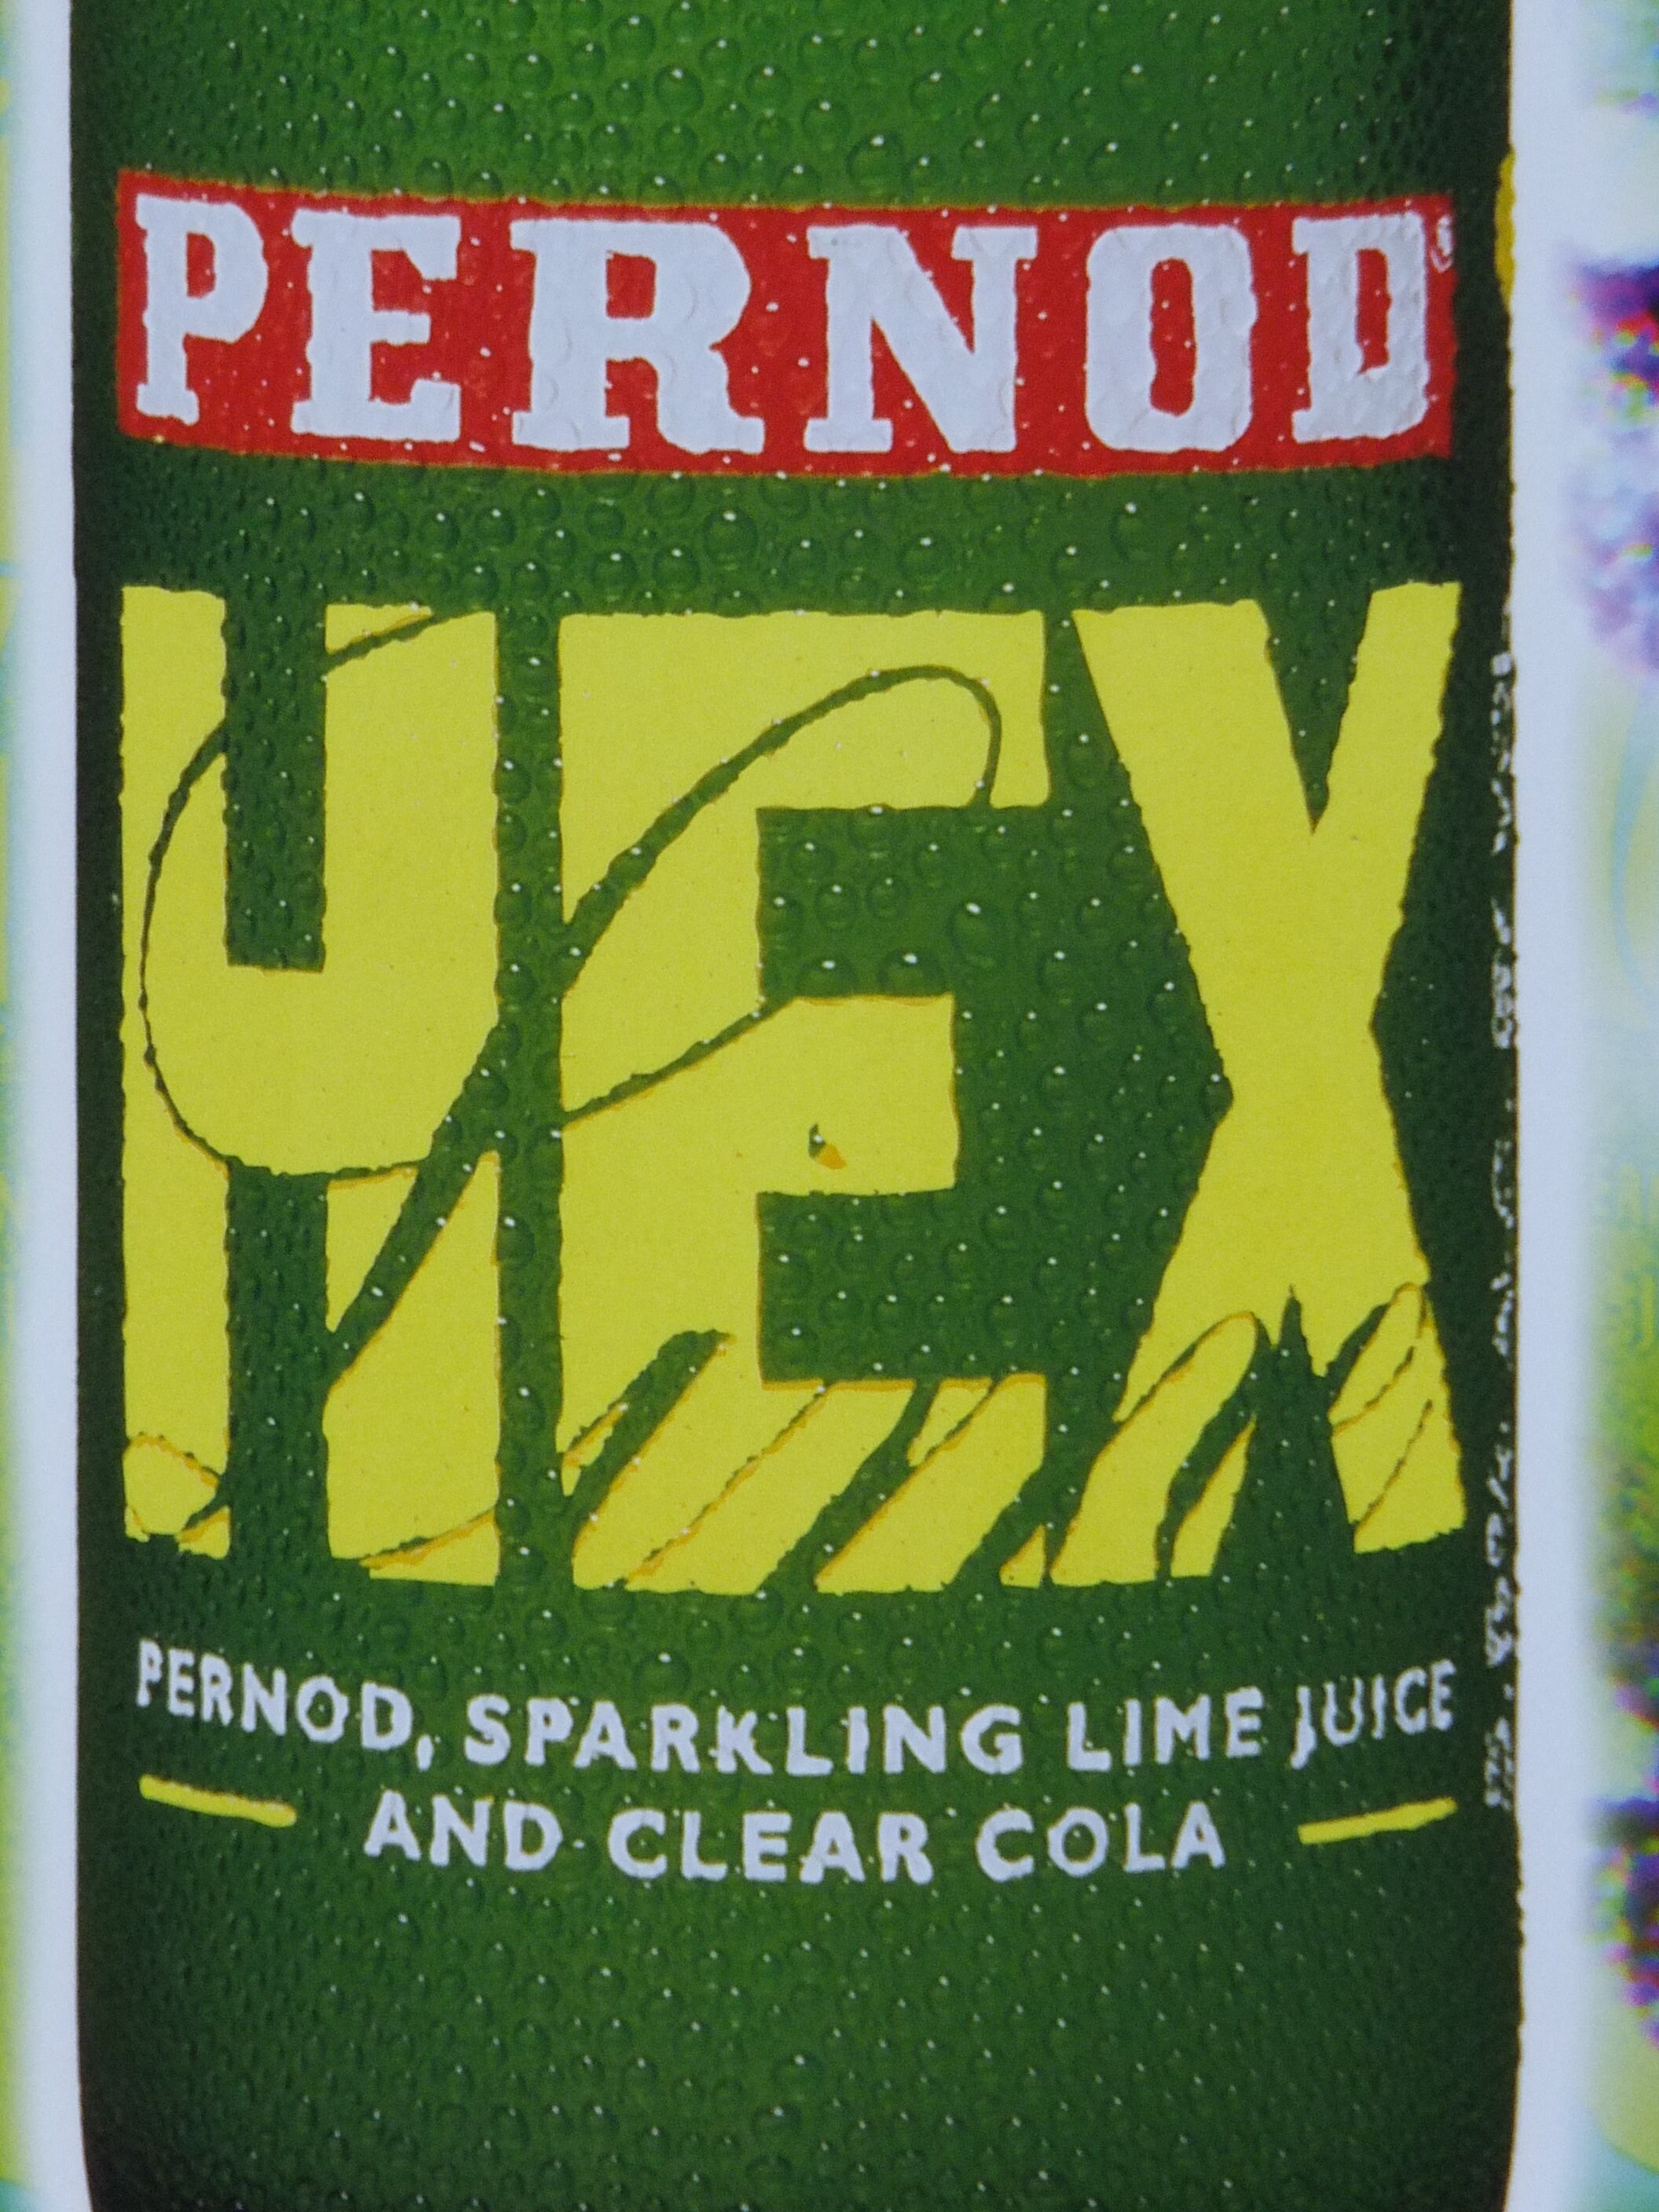 PERNOD®
HEX
PERNOD, SPARKLING LIME JUICE
AND CLEAR COLA